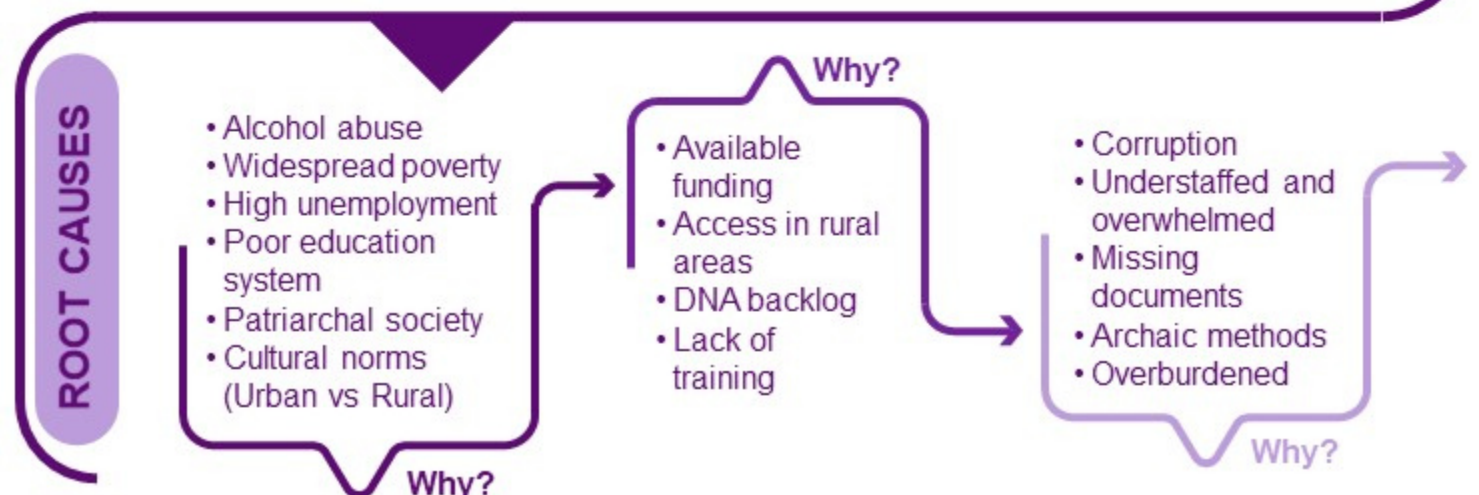 ROOT CAUSES
• Alcohol abuse
• Widespread poverty
• High unemployment
• Poor education
system
• Patriarchal society
• Cultural norms
(Urban vs Rural)
Why?
Why?
• Available
funding
• Access in rural
areas
• DNA backlog
• Lack of
training
• Corruption
• Understaffed and
overwhelmed
• Missing
documents
• Archaic methods
• Overburdened
Why?